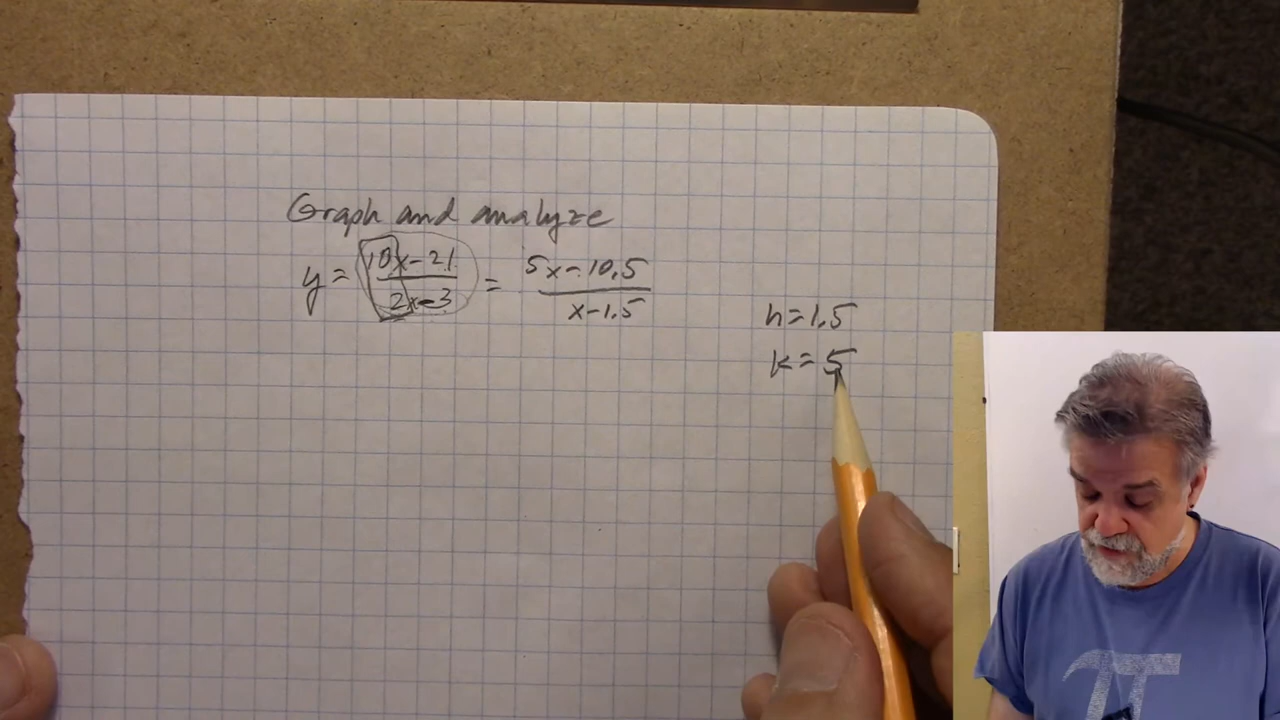 Graph and analyze
y = (10x-21)/(2x-3) = (5x-10.5)/(x-1.5)
h=1.5
k=5
π